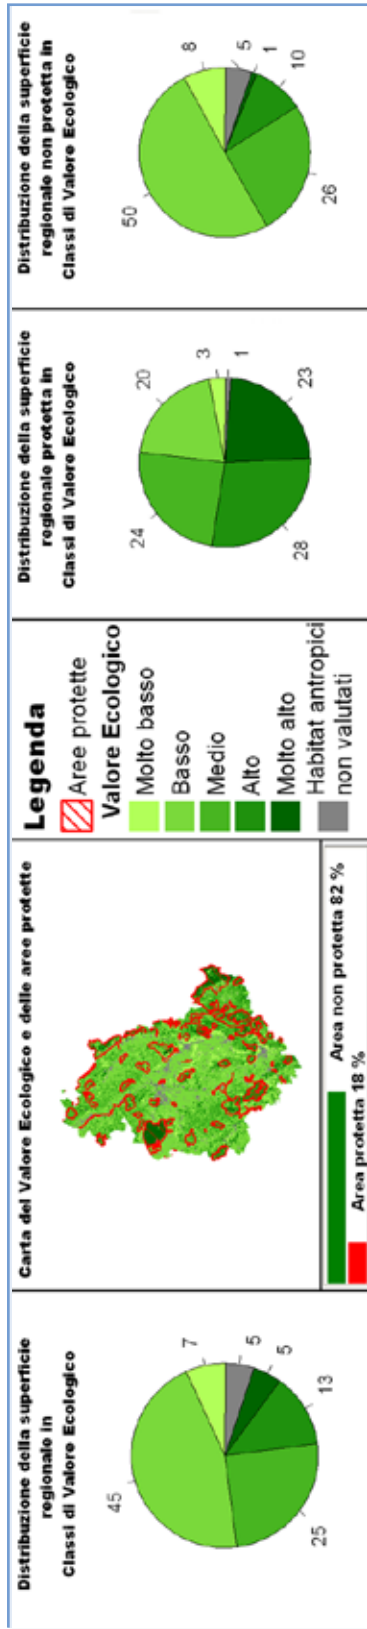 Distribuzione della superficie
regionale in
Classi di Valore Ecologico
45
7
5
5
13
25
Carta del Valore Ecologico e delle aree protette
Area non protetta 82 %
Area protetta 18 %
Legenda
Aree protette
Valore Ecologico
Molto basso
Basso
Medio
Alto
Molto alto
Habitat antropici
non valutati
Distribuzione della superficie
regionale protetta in
Classi di Valore Ecologico
20
3
1
23
28
24
Distribuzione della superficie
regionale non protetta in
Classi di Valore Ecologico
50
8
5
1
10
26